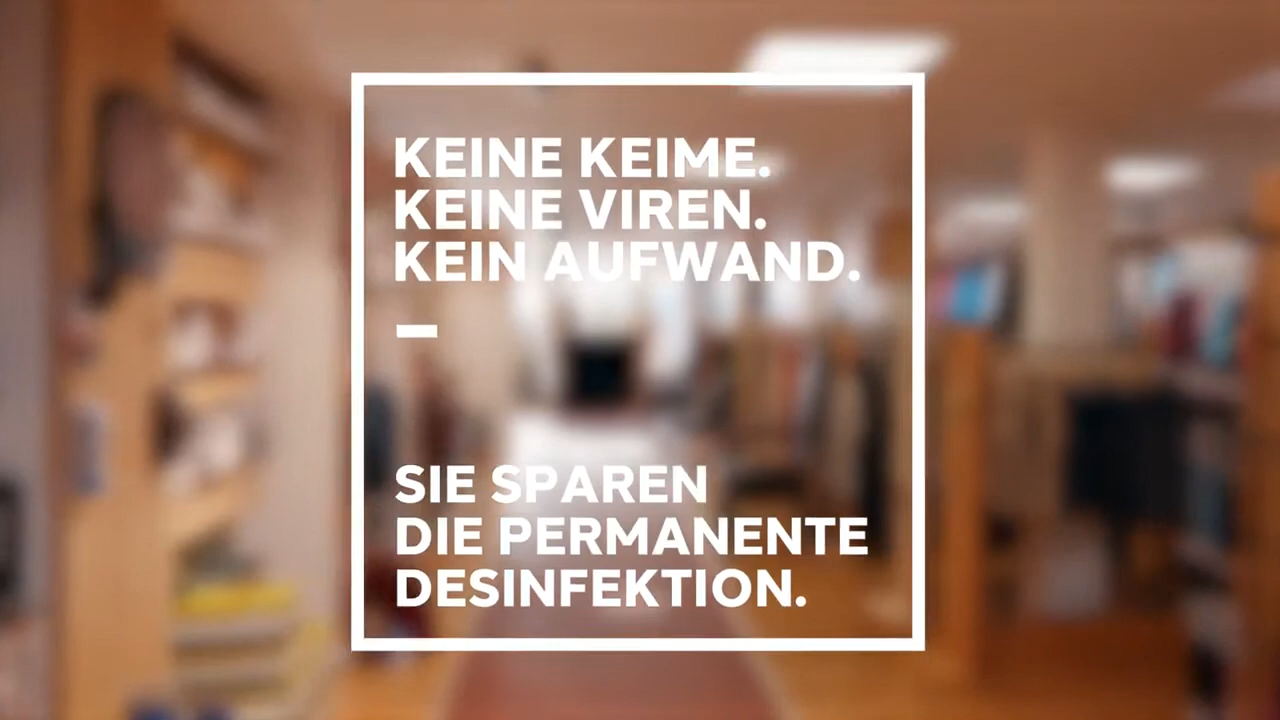 KEINE KEIME.
KEINE VIREN.
KEIN AUFWAND.
–
SIE SPAREN
DIE PERMANENTE
DESINFEKTION.